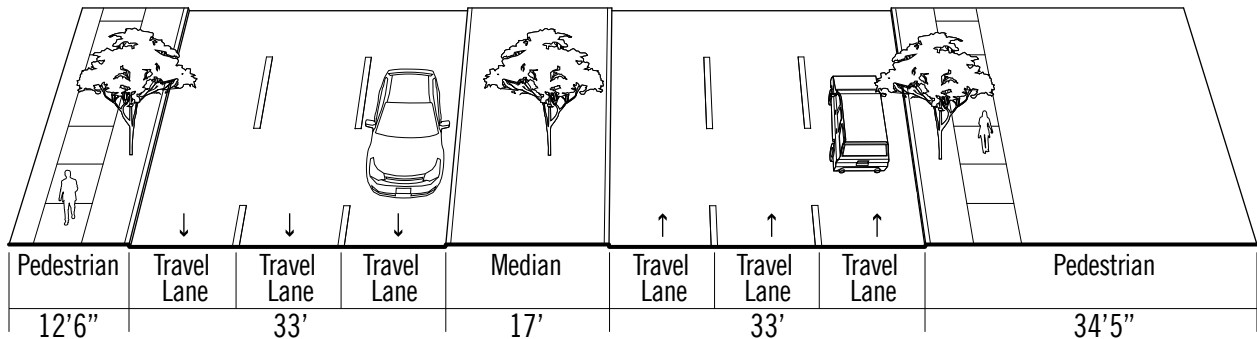 Pedestrian Travel Lane Travel Lane Travel Lane Median Travel Lane Travel Lane Travel Lane Pedestrian
12'6” 33' 17' 33' 34'5”